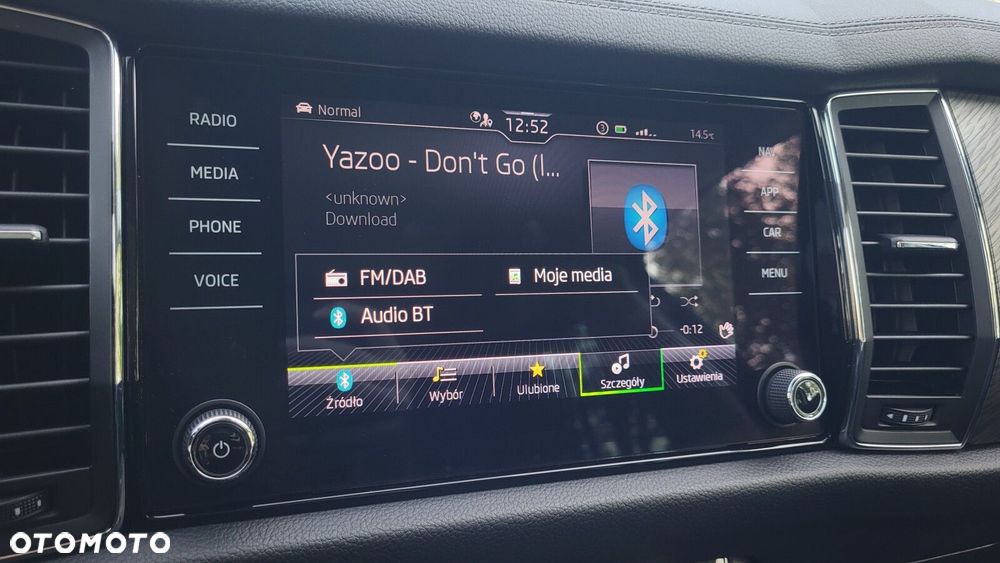 RADIO
MEDIA
PHONE
VOICE
Normal
12:52
3
14.5°C
Yazoo - Don't Go (I...
<unknown>
Download
FM/DAB
Moje media
Audio BT
-0:12
Źródło
Wybór
Ulubione
Szczegóły
Ustawienia
NAV
APP
CAR
MENU
OTOMOTO